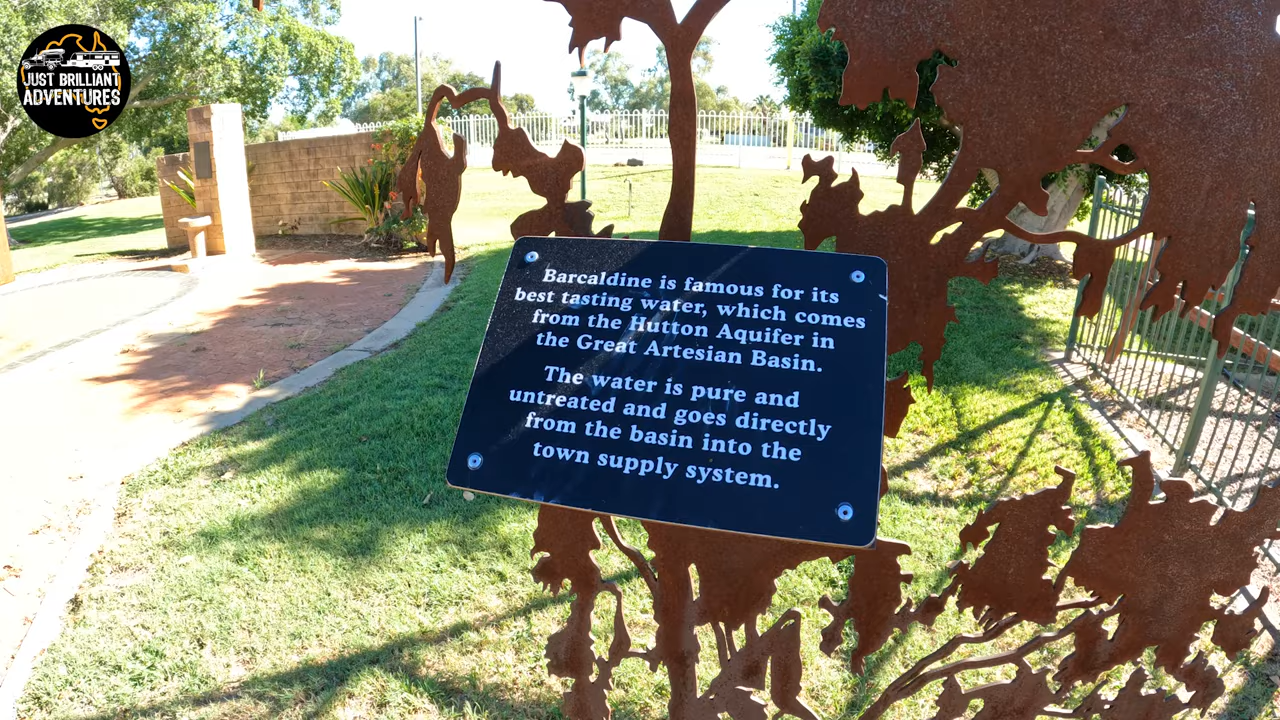 JUST BRILLIANT
ADVENTURES
Barcaldine is famous for its
best tasting water, which comes
from the Hutton Aquifer in
the Great Artesian Basin.
The water is pure and
untreated and goes directly
from the basin into the
town supply system.